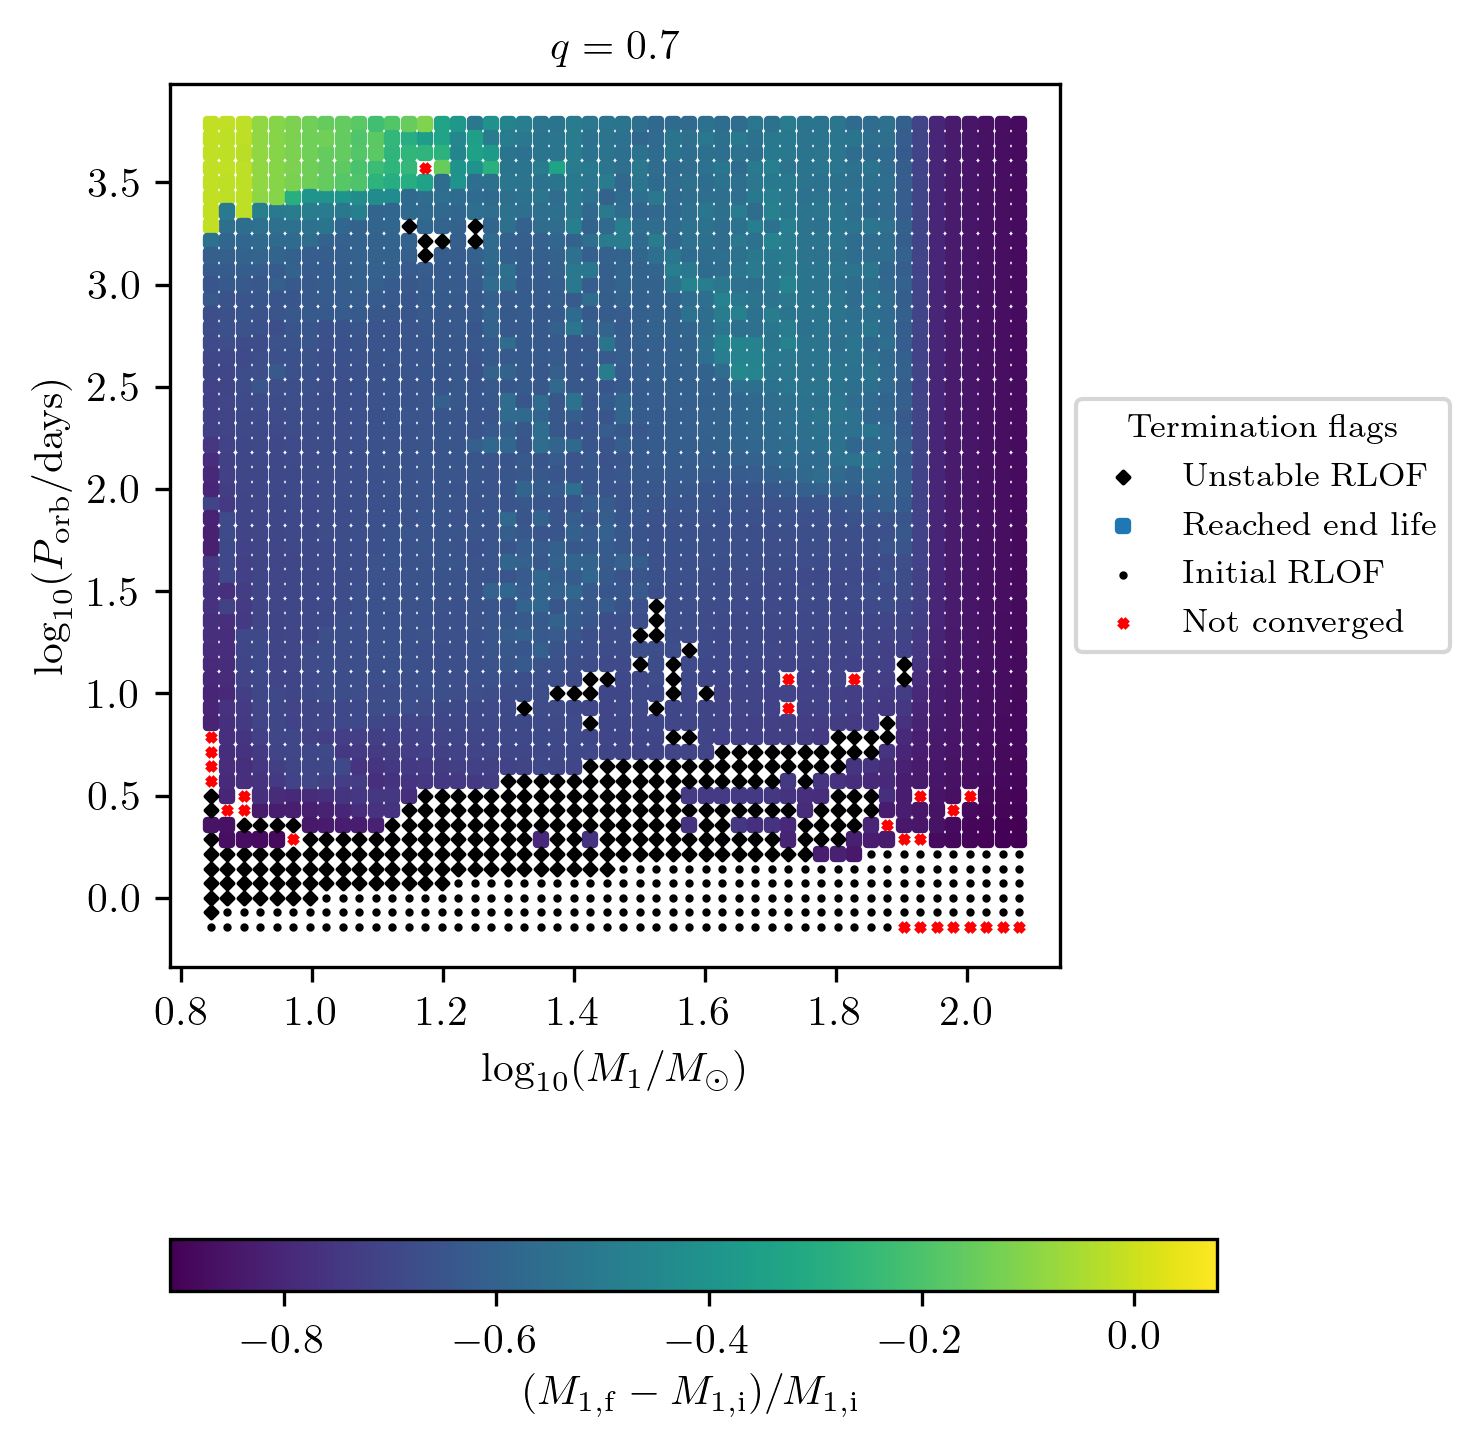 q = 0.7
log₁₀(P_orb/days)
3.5
3.0
2.5
2.0
1.5
1.0
0.5
0.0
0.8 1.0 1.2 1.4 1.6 1.8 2.0
log₁₀(M₁/M☉)
Termination flags
Unstable RLOF
Reached end life
Initial RLOF
Not converged
−0.8 −0.6 −0.4 −0.2 0.0
(M₁,f − M₁,i)/M₁,i